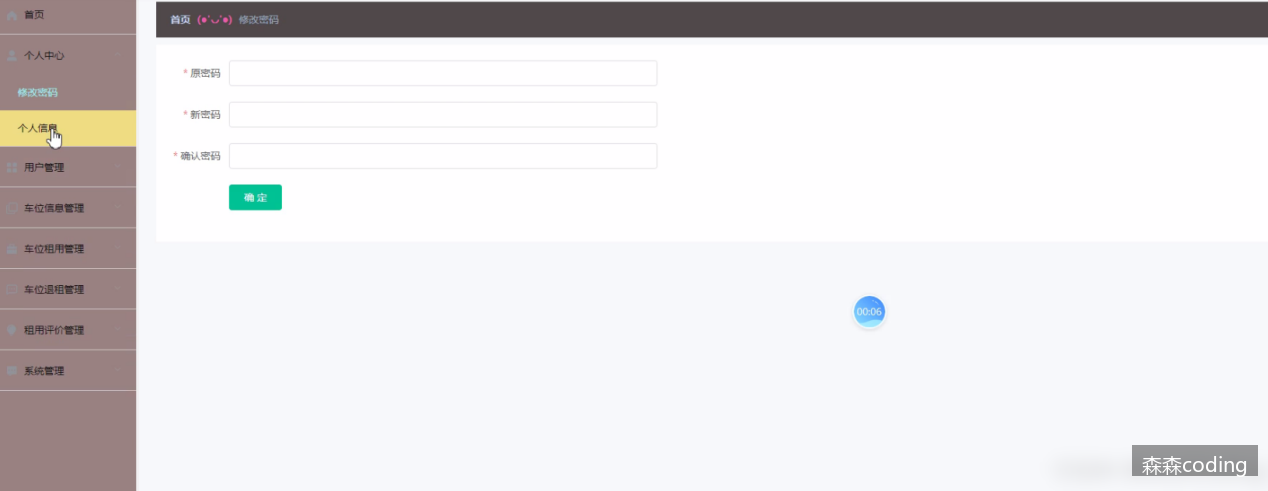 首页
个人中心
修改密码
个人信息
用户管理
车位信息管理
车位租用管理
车位退租管理
租用评价管理
系统管理
首页 (●'◡'●) 修改密码
* 原密码
* 新密码
* 确认密码
确 定
00:06
森森coding